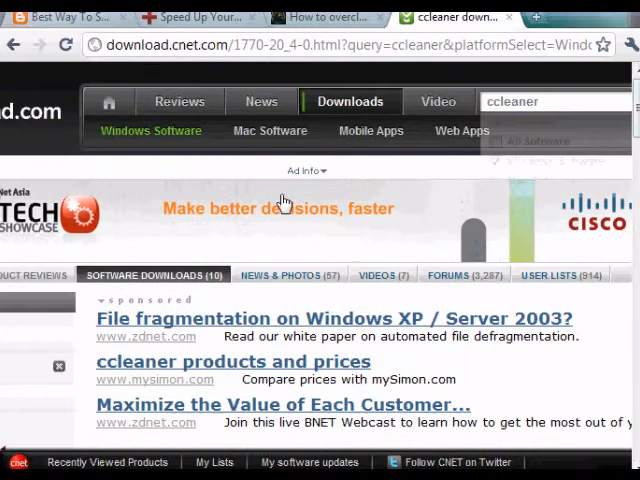 Best Way To S...
Speed Up Your...
How to overcl...
ccleaner down...
download.cnet.com/1770-20_4-0.html?query=ccleaner&platformSelect=Windo
ad.com
Reviews
News
Downloads
Video
ccleaner
Windows Software
Mac Software
Mobile Apps
Web Apps
All Software
Ad Info
Net Asia
TECH
SHOWCASE
Make better decisions, faster
CISCO
UCT REVIEWS
SOFTWARE DOWNLOADS (10)
NEWS & PHOTOS (57)
VIDEOS (7)
FORUMS (3,287)
USER LISTS (914)
sponsored
File fragmentation on Windows XP / Server 2003?
www.zdnet.com Read our white paper on automated file defragmentation.
ccleaner products and prices
www.mysimon.com Compare prices with mySimon.com
Maximize the Value of Each Customer...
www.zdnet.com Join this live BNET Webcast to learn how to get the most out of y
cnet
Recently Viewed Products
My Lists
My software updates
Follow CNET on Twitter